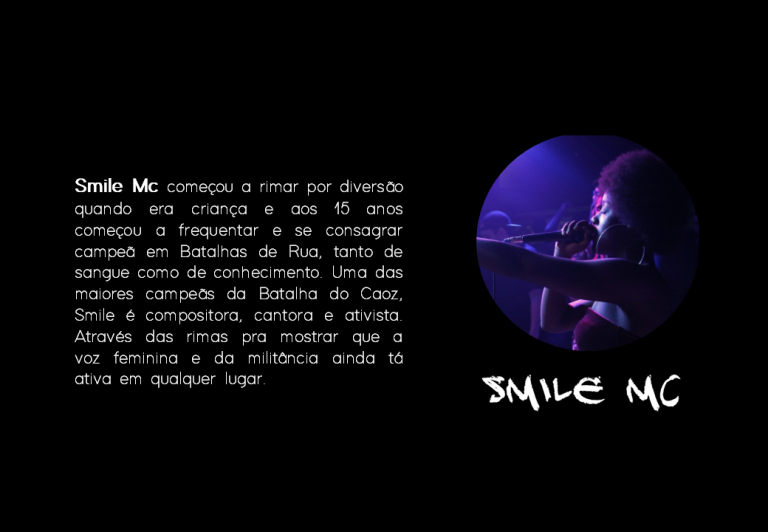 Smile Mc começou a rimar por diversão
quando era criança e aos 15 anos
começou a frequentar e se consagrar
campeã em Batalhas de Rua, tanto de
sangue como de conhecimento. Uma das
maiores campeãs da Batalha do Caoz,
Smile é compositora, cantora e ativista.
Através das rimas pra mostrar que a
voz feminina e da militância ainda tá
ativa em qualquer lugar.
SMILE MC